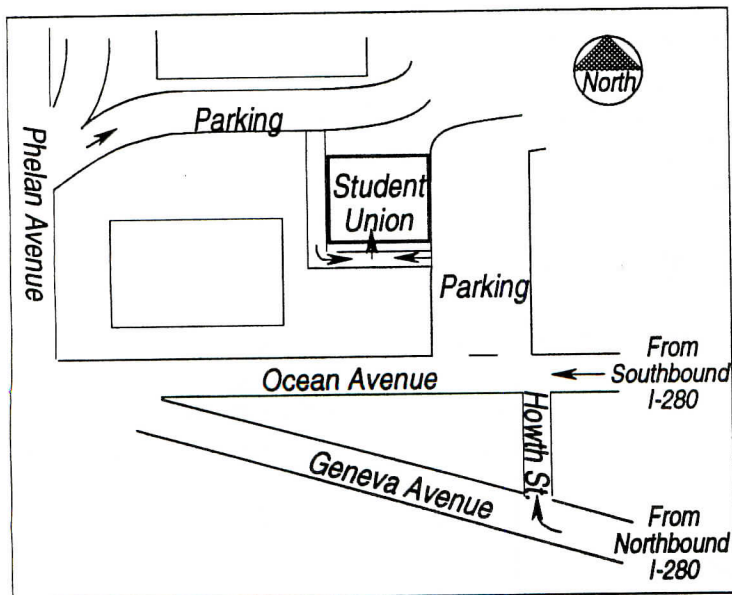 North
Parking
Phelan Avenue
Student
Union
Parking
From
Southbound
I-280
Ocean Avenue
Howth St.
Geneva Avenue
From
Northbound
I-280